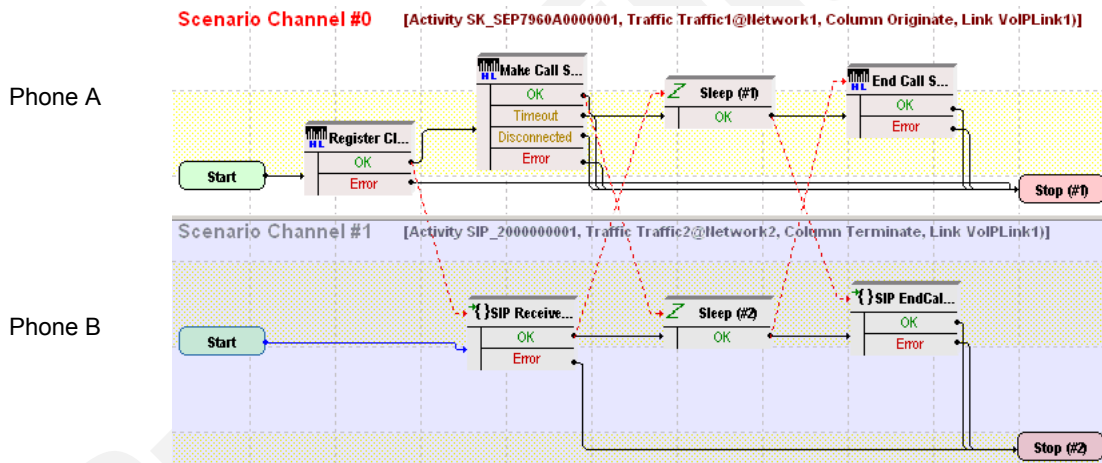 Scenario Channel #0 [Activity SK_SEP7960A0000001, Traffic Traffic1@Network1, Column Originate, Link VoIPLink1)]
Phone A
HL Make Call S...
OK
Timeout
Disconnected
Error
Sleep (#1)
OK
HL End Call S...
OK
Error
HL Register Cl...
OK
Error
Start
Stop (#1)
Scenario Channel #1 [Activity SIP_2000000001, Traffic Traffic2@Network2, Column Terminate, Link VoIPLink1)]
Phone B
{}SIP Receive...
OK
Error
Sleep (#2)
OK
{}SIP EndCal...
OK
Error
Start
Stop (#2)